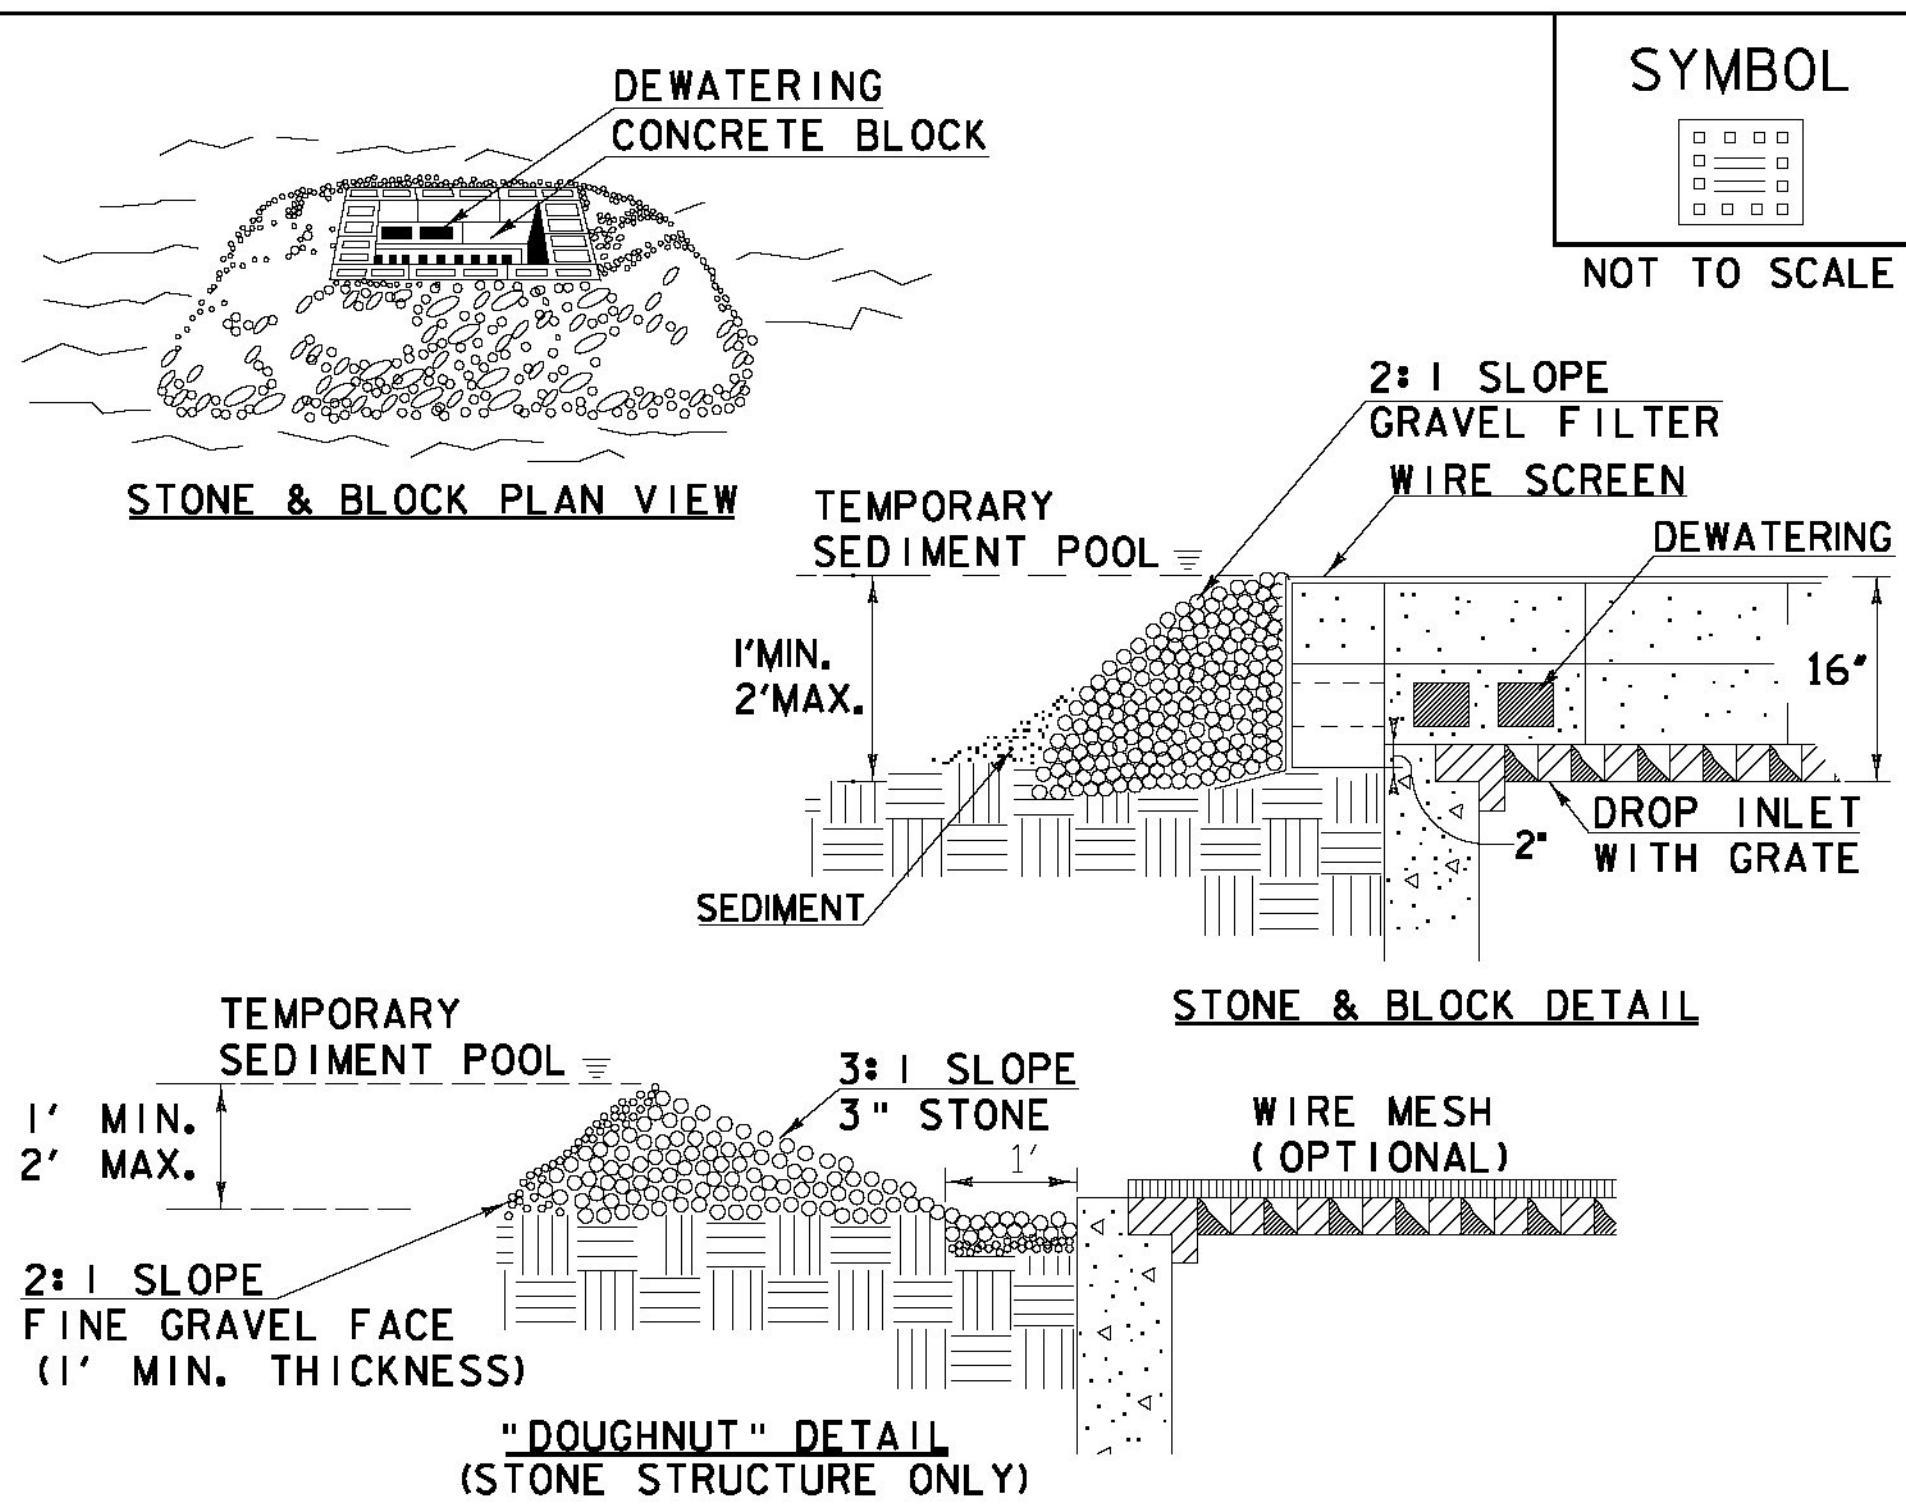 DEWATERING
CONCRETE BLOCK
SYMBOL
NOT TO SCALE
STONE & BLOCK PLAN VIEW
2:1 SLOPE
GRAVEL FILTER
WIRE SCREEN
DEWATERING
TEMPORARY
SEDIMENT POOL
1' MIN.
2' MAX.
16"
DROP INLET
WITH GRATE
2"
SEDIMENT
STONE & BLOCK DETAIL
TEMPORARY
SEDIMENT POOL
1' MIN.
2' MAX.
3:1 SLOPE
3" STONE
1'
WIRE MESH
(OPTIONAL)
2:1 SLOPE
FINE GRAVEL FACE
(1' MIN. THICKNESS)
"DOUGHNUT" DETAIL
(STONE STRUCTURE ONLY)